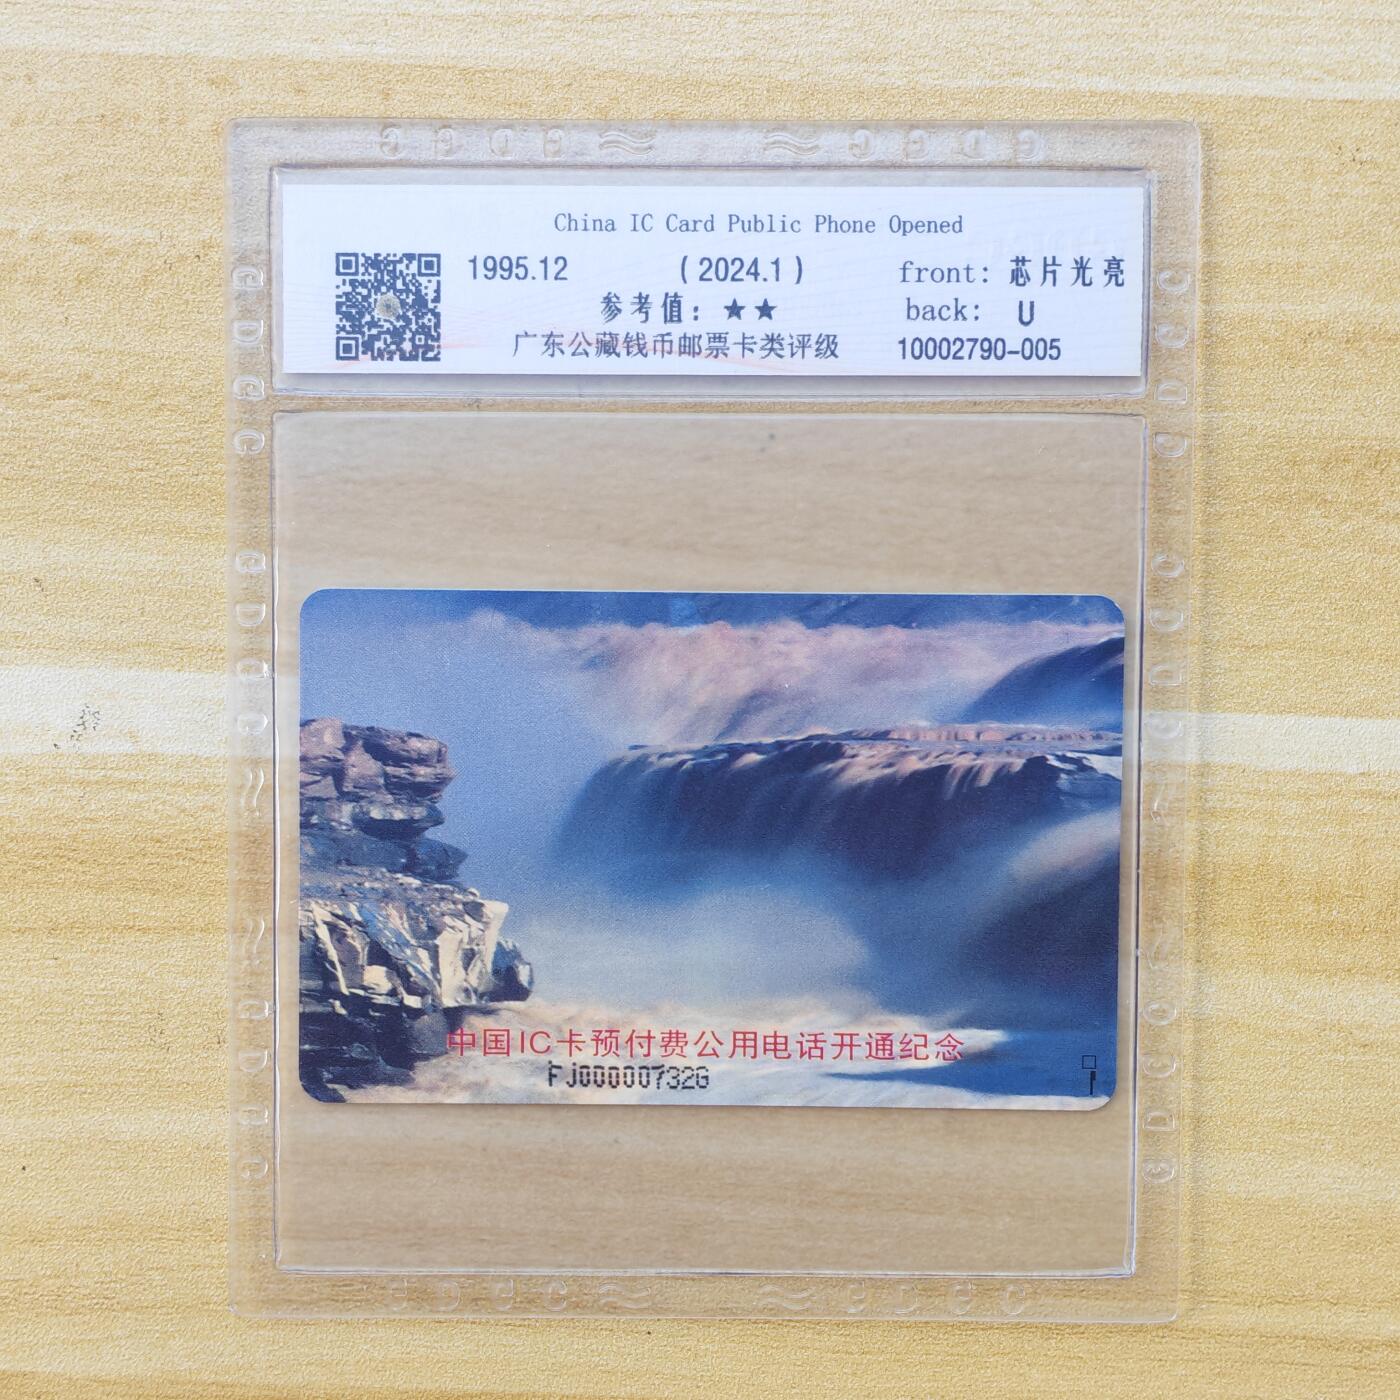 China IC Card Public Phone Opened
1995.12 (2024.1) front: 芯片光亮
参考值: ★★ back: U
广东公藏钱币邮票卡类评级 10002790-005
中国IC卡预付费公用电话开通纪念
FJ00000732G